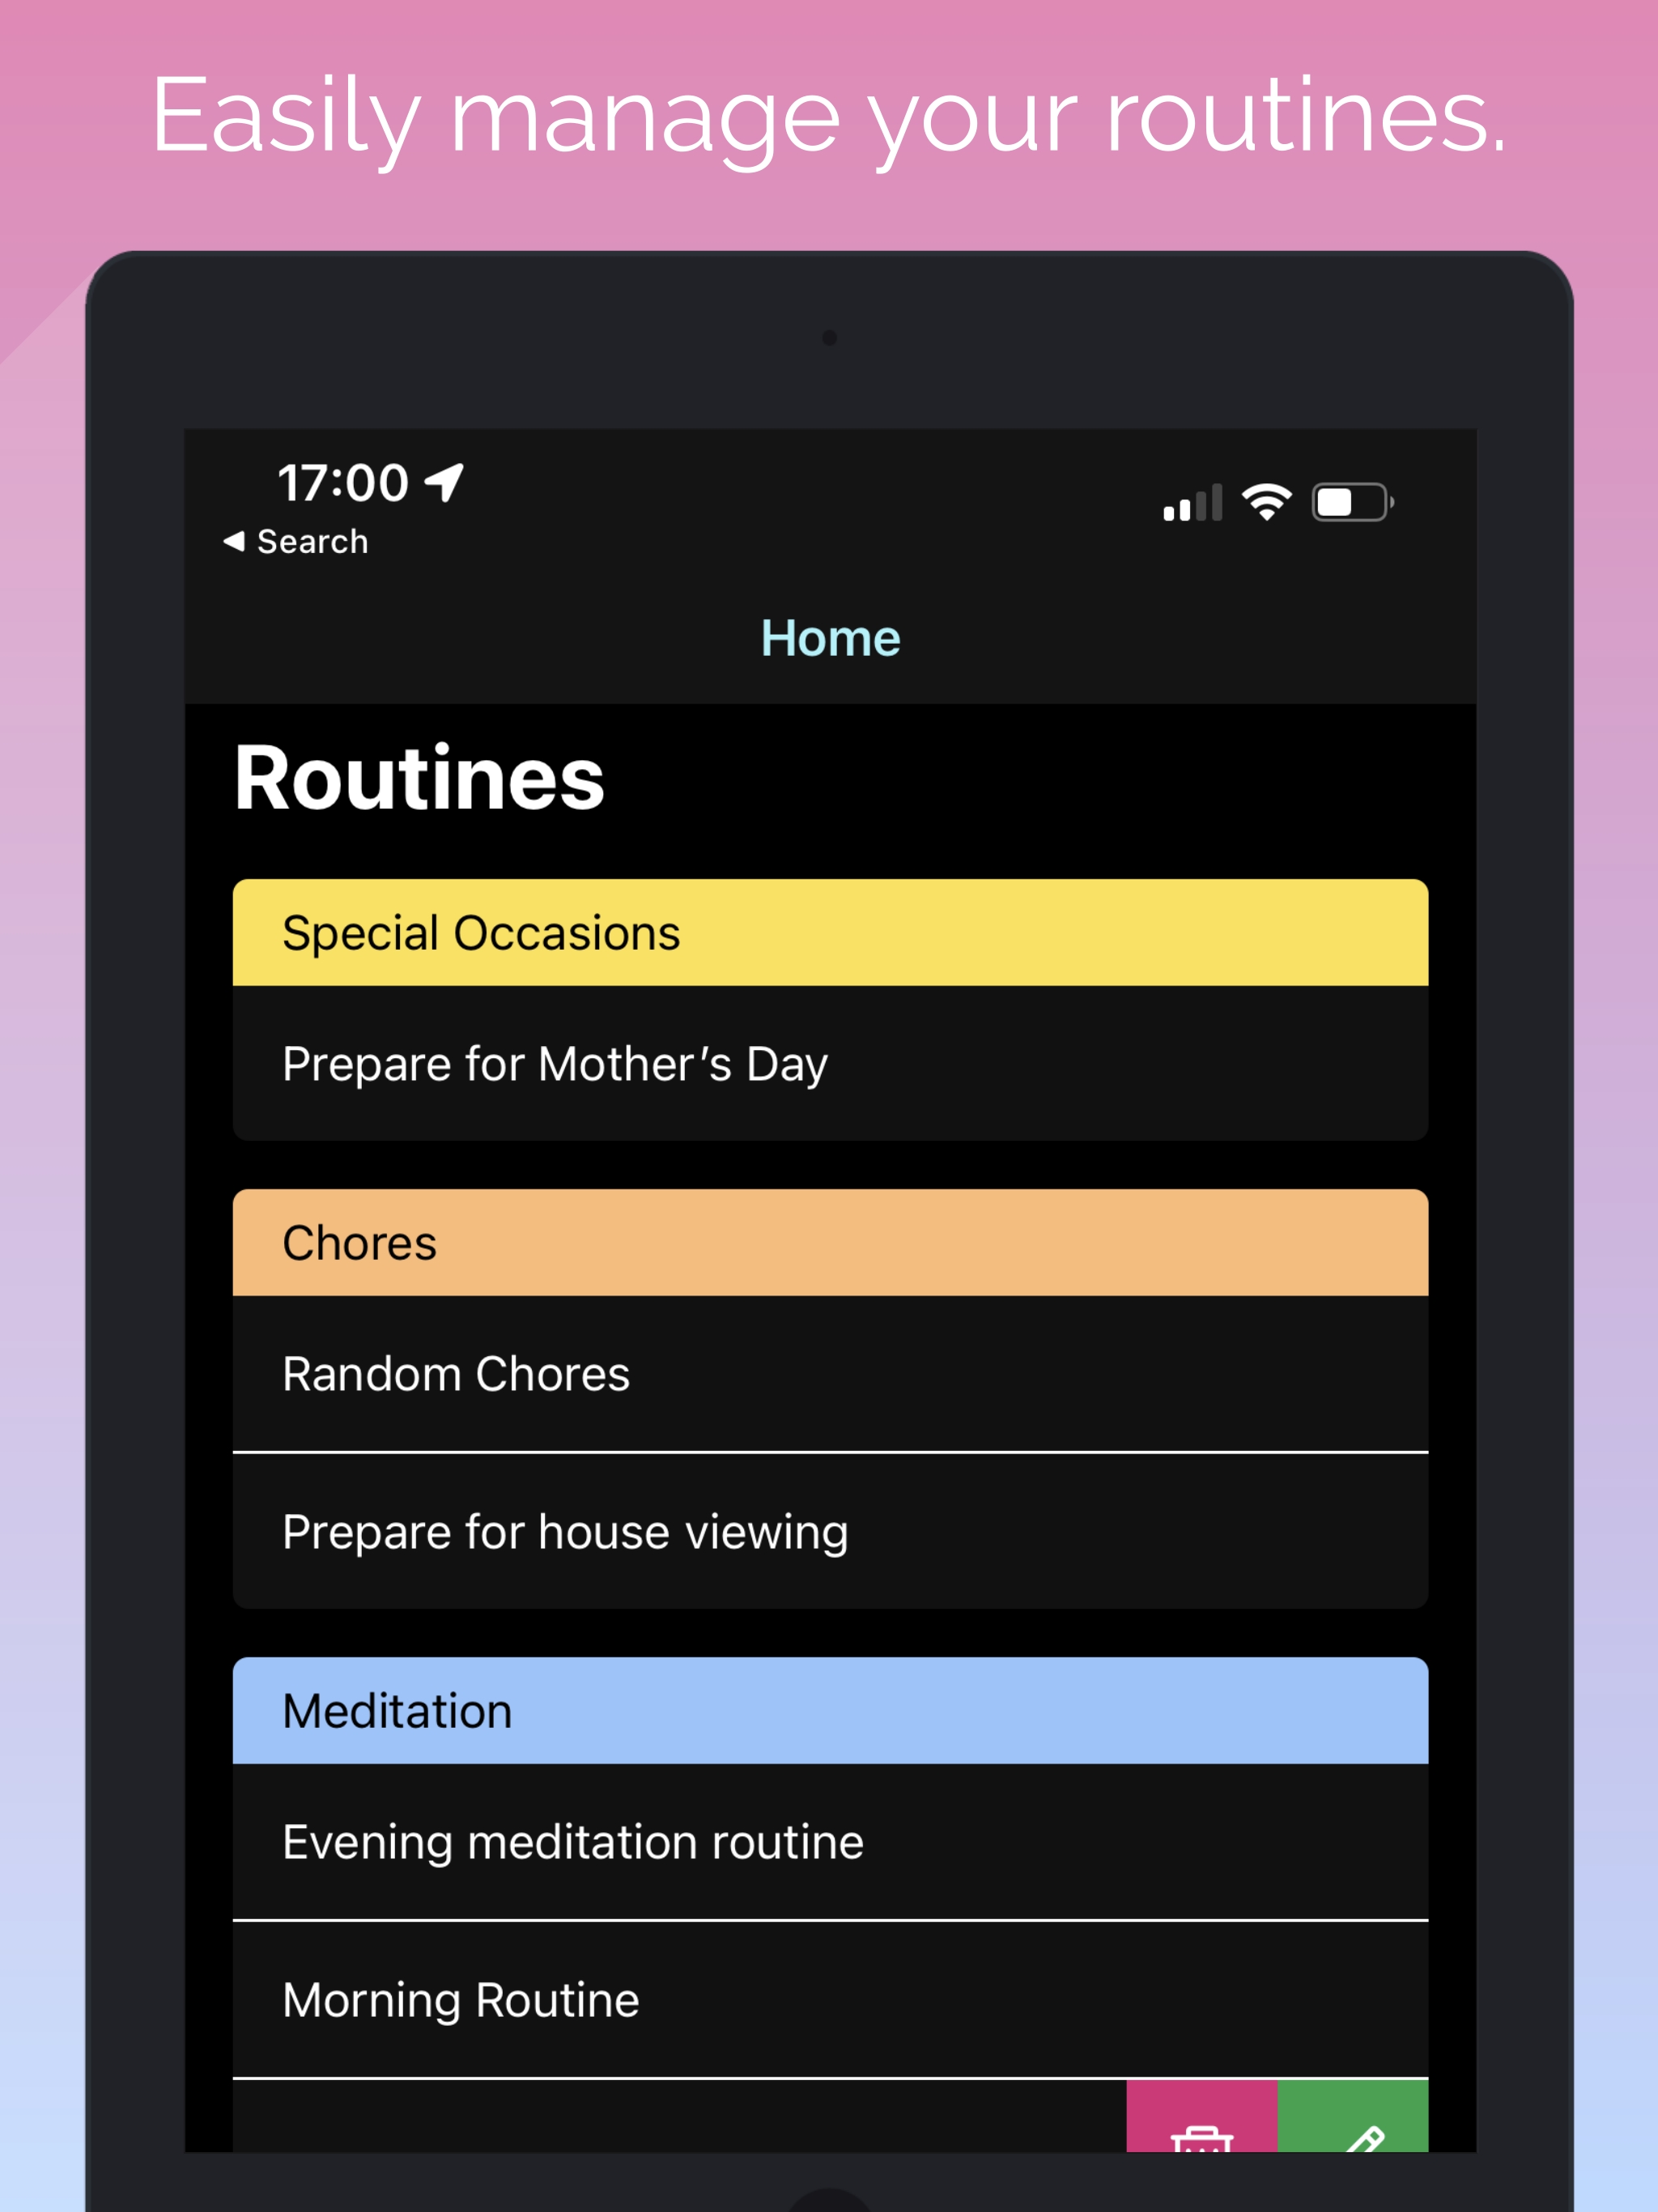 Easily manage your routines.
17:00
Search
Home
Routines
Special Occasions
Prepare for Mother’s Day
Chores
Random Chores
Prepare for house viewing
Meditation
Evening meditation routine
Morning Routine